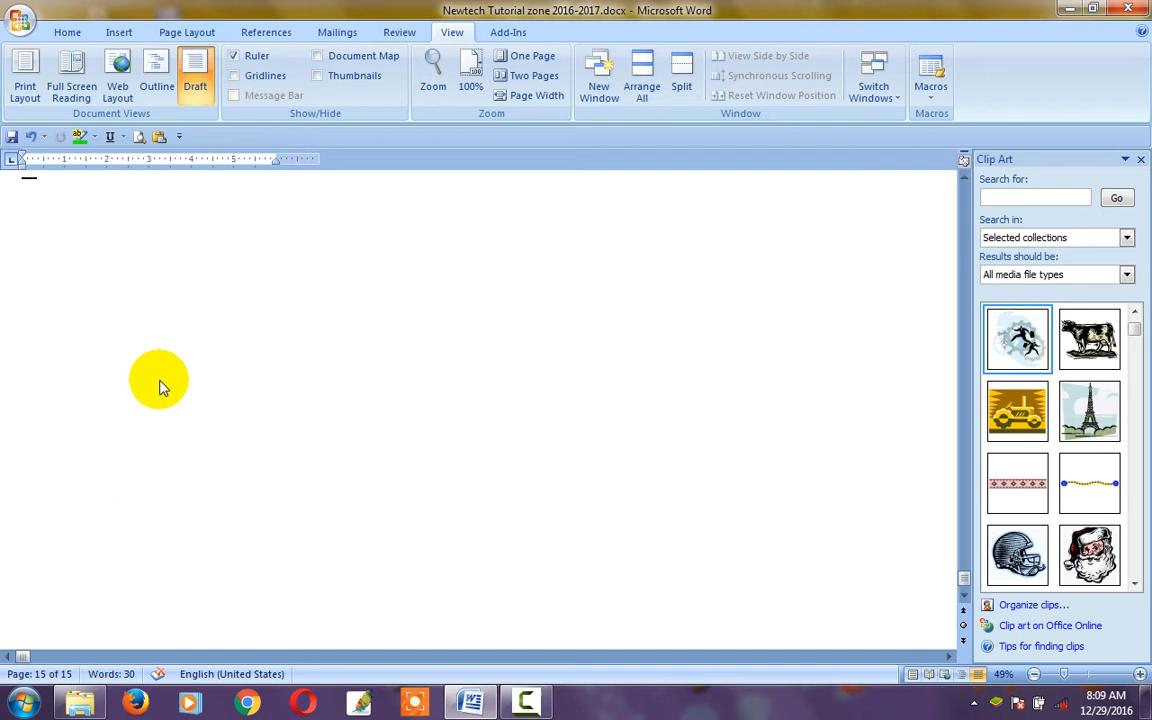 Newtech Tutorial zone 2016-2017.docx - Microsoft Word
Home Insert Page Layout References Mailings Review View Add-Ins
Print Layout
Full Screen Reading
Web Layout
Outline
Draft
Document Views
Ruler
Gridlines
Message Bar
Document Map
Thumbnails
Show/Hide
Zoom
100%
One Page
Two Pages
Page Width
Zoom
New Window
Arrange All
Split
View Side by Side
Synchronous Scrolling
Reset Window Position
Switch Windows
Window
Macros
Macros
1 2 3 4 5
Clip Art
Search for:
Go
Search in:
Selected collections
Results should be:
All media file types
Organize clips...
Clip art on Office Online
Tips for finding clips
Page: 15 of 15 Words: 30 English (United States) 49%
8:09 AM
12/29/2016